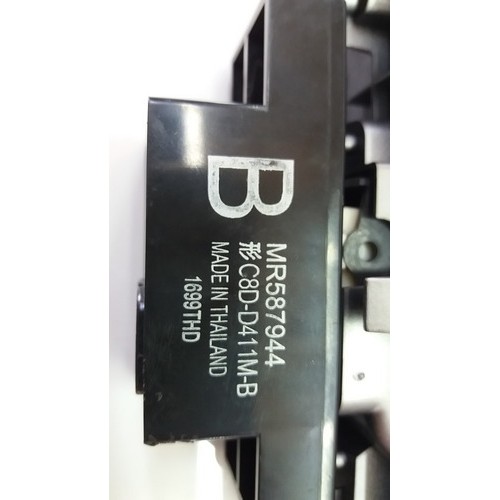 B
MR587944
形C8D-D411M-B
MADE IN THAILAND
1699THD